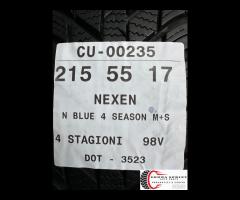 CU-00235
215 55 17
NEXEN
N BLUE 4 SEASON M+S
4 STAGIONI 98V
DOT - 3523